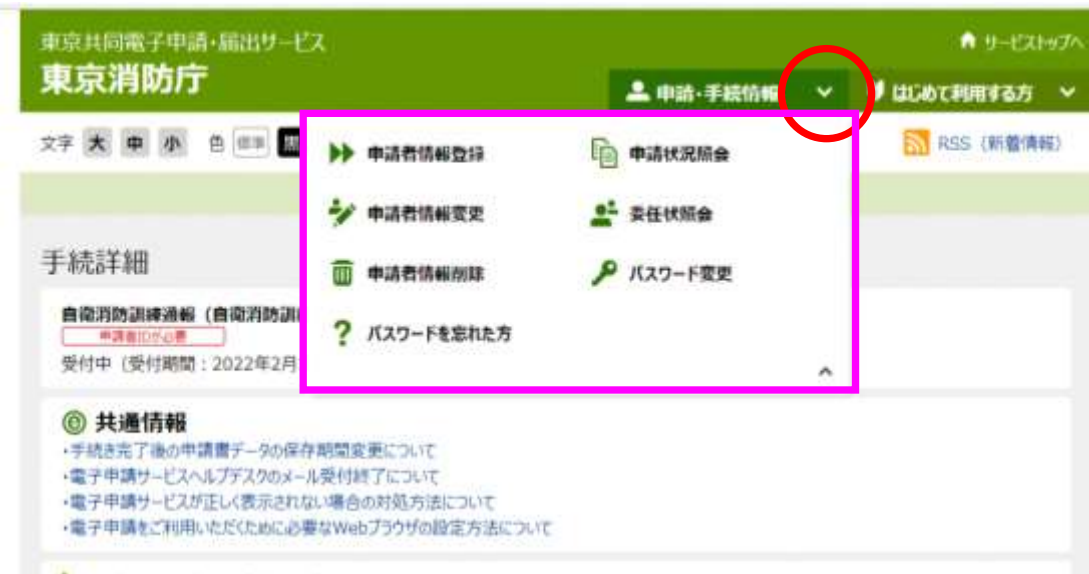 東京共同電子申請・届出サービス
サービストップへ
東京消防庁
申請・手続情報
はじめて利用する方
文字 大 中 小 色 標準 黒
RSS（新着情報）
申請者情報登録
申請状況照会
申請者情報変更
委任状照会
申請者情報削除
パスワード変更
パスワードを忘れた方
手続詳細
自衛消防訓練通報（自衛消防訓
申請者IDが必要
受付中（受付期間：2022年2月
共通情報
・手続き完了後の申請書データの保存期間変更について
・電子申請サービスヘルプデスクのメール受付終了について
・電子申請サービスが正しく表示されない場合の対処方法について
・電子申請をご利用いただくために必要なWebブラウザの設定方法について